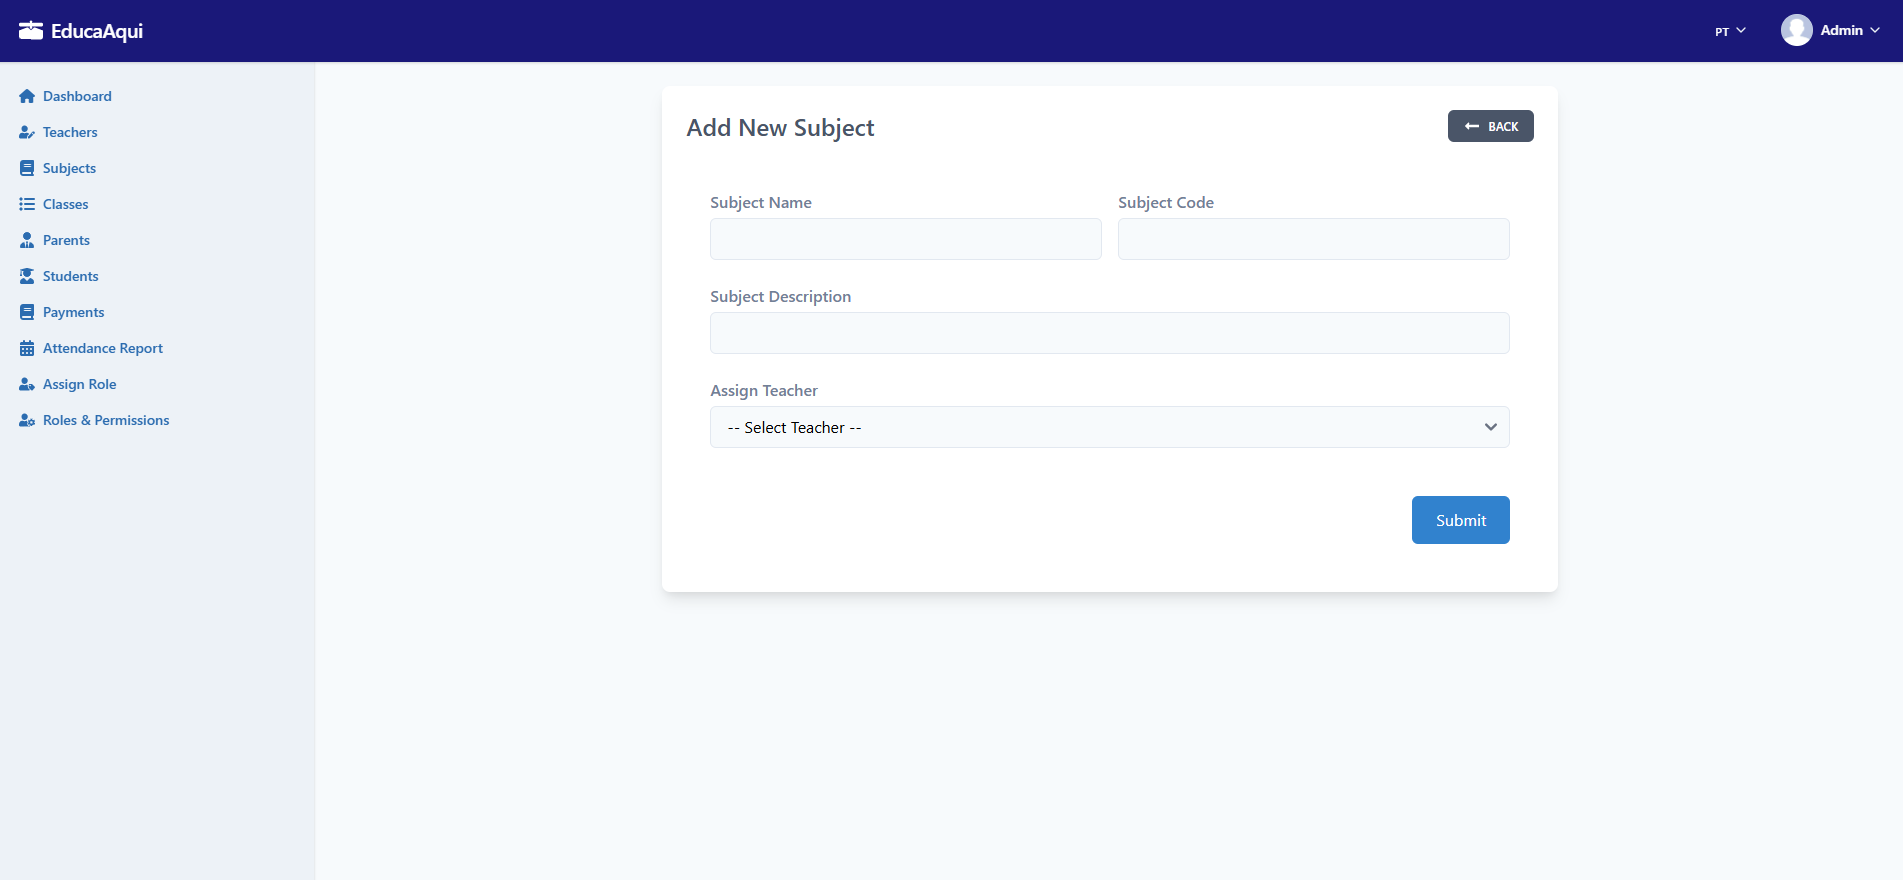 EducaAqui
PT
Admin
Dashboard
Teachers
Subjects
Classes
Parents
Students
Payments
Attendance Report
Assign Role
Roles & Permissions
Add New Subject
BACK
Subject Name
Subject Code
Subject Description
Assign Teacher
-- Select Teacher --
Submit